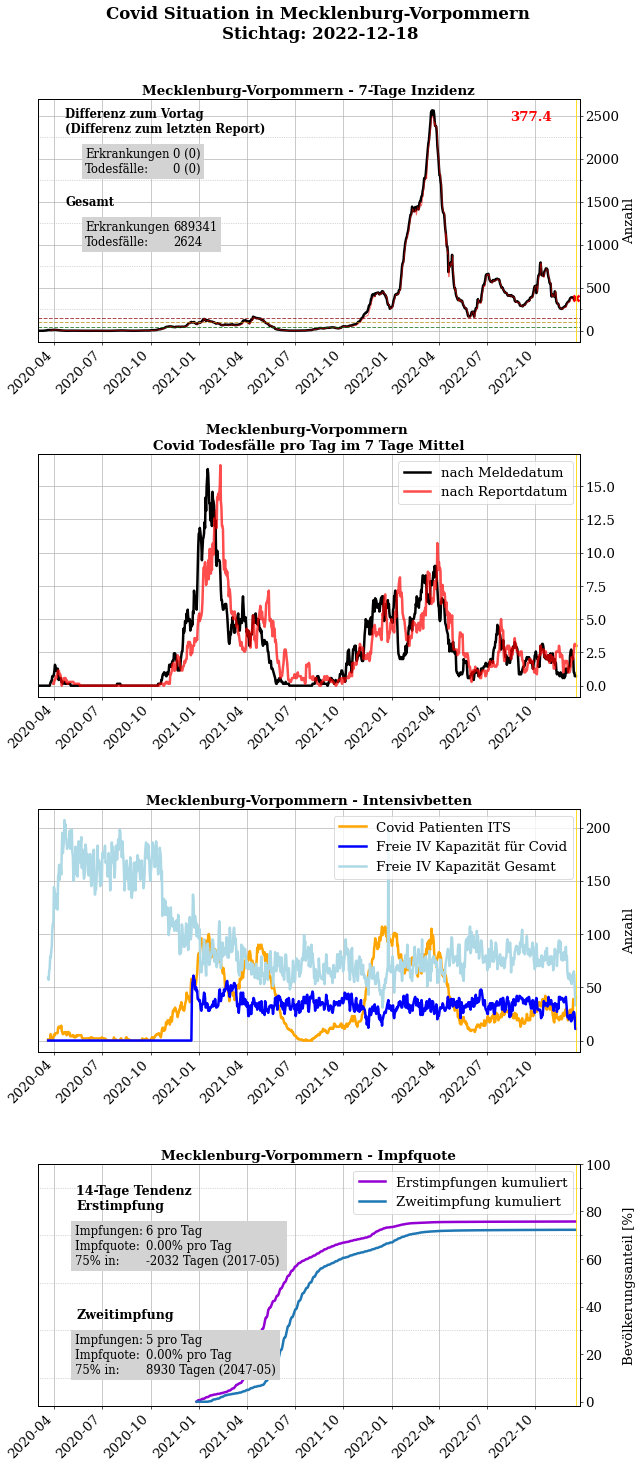 Covid Situation in Mecklenburg-Vorpommern
Stichtag: 2022-12-18
Mecklenburg-Vorpommern - 7-Tage Inzidenz
Differenz zum Vortag
(Differenz zum letzten Report)
Erkrankungen 0 (0)
Todesfälle: 0 (0)
Gesamt
Erkrankungen 689341
Todesfälle: 2624
377.4
2500
2000
1500
1000
500
0
Anzahl
2020-04 2020-07 2020-10 2021-01 2021-04 2021-07 2021-10 2022-01 2022-04 2022-07 2022-10
Mecklenburg-Vorpommern
Covid Todesfälle pro Tag im 7 Tage Mittel
nach Meldedatum
nach Reportdatum
15.0
12.5
10.0
7.5
5.0
2.5
0.0
2020-04 2020-07 2020-10 2021-01 2021-04 2021-07 2021-10 2022-01 2022-04 2022-07 2022-10
Mecklenburg-Vorpommern - Intensivbetten
Covid Patienten ITS
Freie IV Kapazität für Covid
Freie IV Kapazität Gesamt
200
150
100
50
0
Anzahl
2020-04 2020-07 2020-10 2021-01 2021-04 2021-07 2021-10 2022-01 2022-04 2022-07 2022-10
Mecklenburg-Vorpommern - Impfquote
14-Tage Tendenz
Erstimpfung
Impfungen: 6 pro Tag
Impfquote: 0.00% pro Tag
75% in: -2032 Tagen (2017-05)
Zweitimpfung
Impfungen: 5 pro Tag
Impfquote: 0.00% pro Tag
75% in: 8930 Tagen (2047-05)
Erstimpfungen kumuliert
Zweitimpfung kumuliert
100
80
60
40
20
0
Bevölkerungsanteil [%]
2020-04 2020-07 2020-10 2021-01 2021-04 2021-07 2021-10 2022-01 2022-04 2022-07 2022-10